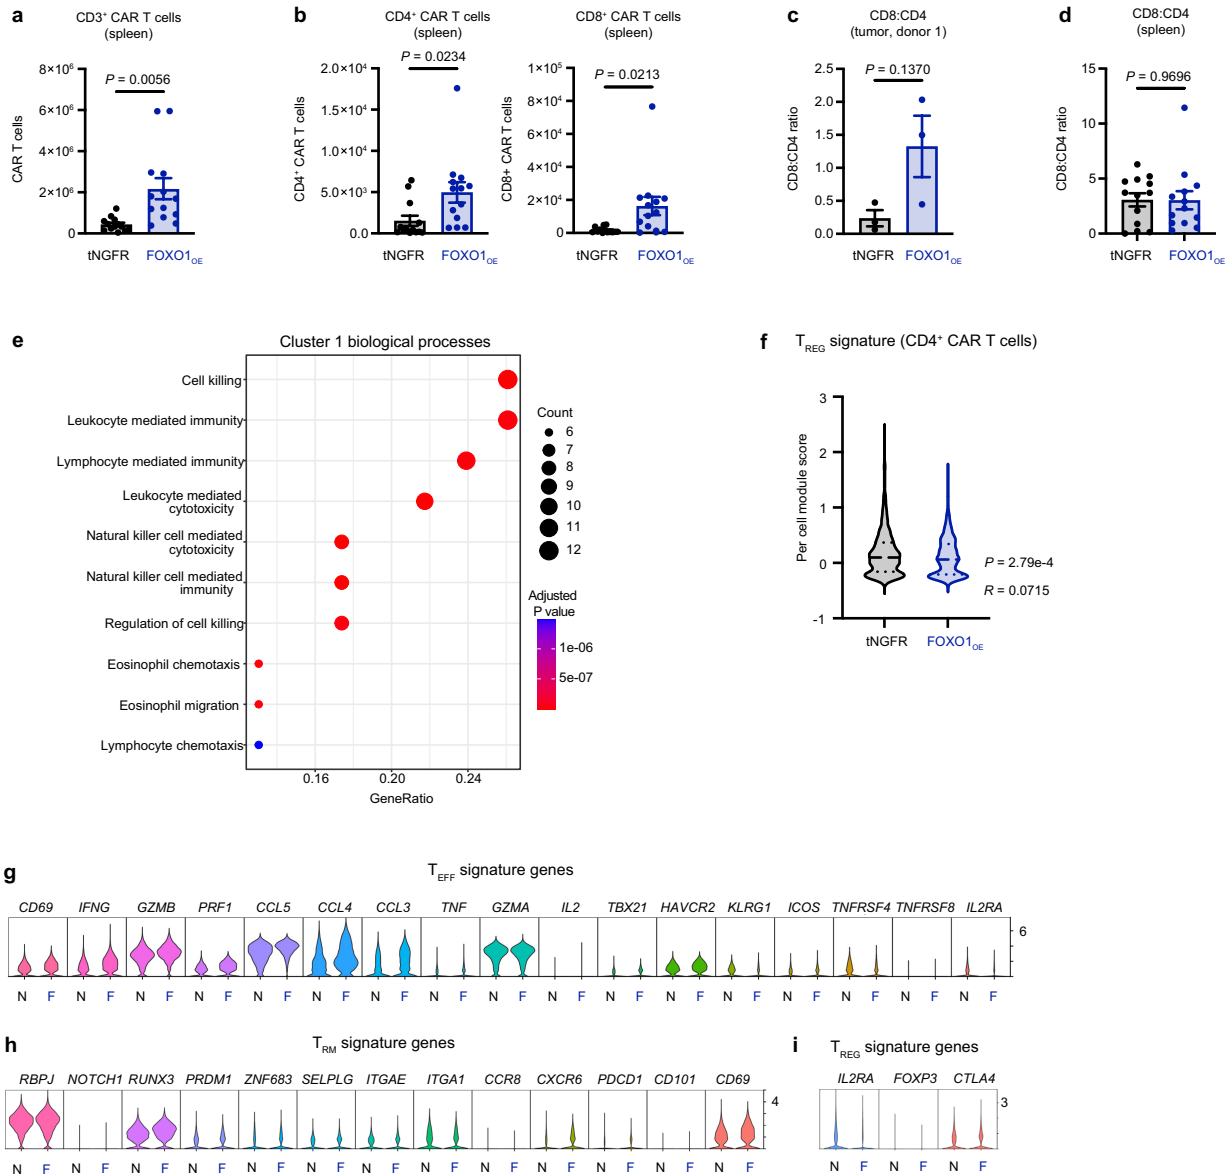 a
CD3⁺ CAR T cells
(spleen)
P = 0.0056
CAR T cells
8×10⁶
6×10⁶
4×10⁶
2×10⁶
0
tNGFR
FOXO1OE
b
CD4⁺ CAR T cells
(spleen)
P = 0.0234
CD4⁺ CAR T cells
2.0×10⁴
1.5×10⁴
1.0×10⁴
5.0×10³
0.0
tNGFR
FOXO1OE
CD8⁺ CAR T cells
(spleen)
P = 0.0213
CD8+ CAR T cells
1×10⁵
8×10⁴
6×10⁴
4×10⁴
2×10⁴
0
tNGFR
FOXO1OE
c
CD8:CD4
(tumor, donor 1)
P = 0.1370
CD8:CD4 ratio
2.5
2.0
1.5
1.0
0.5
0.0
tNGFR
FOXO1OE
d
CD8:CD4
(spleen)
P = 0.9696
CD8:CD4 ratio
15
10
5
0
tNGFR
FOXO1OE
e
Cluster 1 biological processes
Cell killing
Leukocyte mediated immunity
Lymphocyte mediated immunity
Leukocyte mediated
cytotoxicity
Natural killer cell mediated
cytotoxicity
Natural killer cell mediated
immunity
Regulation of cell killing
Eosinophil chemotaxis
Eosinophil migration
Lymphocyte chemotaxis
0.16 0.20 0.24
GeneRatio
Count
6
7
8
9
10
11
12
Adjusted
P value
1e-06
5e-07
f
TREG signature (CD4⁺ CAR T cells)
Per cell module score
3
2
1
0
-1
P = 2.79e-4
R = 0.0715
tNGFR
FOXO1OE
g
TEFF signature genes
CD69 IFNG GZMB PRF1 CCL5 CCL4 CCL3 TNF GZMA IL2 TBX21 HAVCR2 KLRG1 ICOS TNFRSF4 TNFRSF8 IL2RA
6
N F N F N F N F N F N F N F N F N F N F N F N F N F N F N F N F N F
h
TRM signature genes
RBPJ NOTCH1 RUNX3 PRDM1 ZNF683 SELPLG ITGAE ITGA1 CCR8 CXCR6 PDCD1 CD101 CD69
4
N F N F N F N F N F N F N F N F N F N F N F N F N F
i
TREG signature genes
IL2RA FOXP3 CTLA4
3
N F N F N F